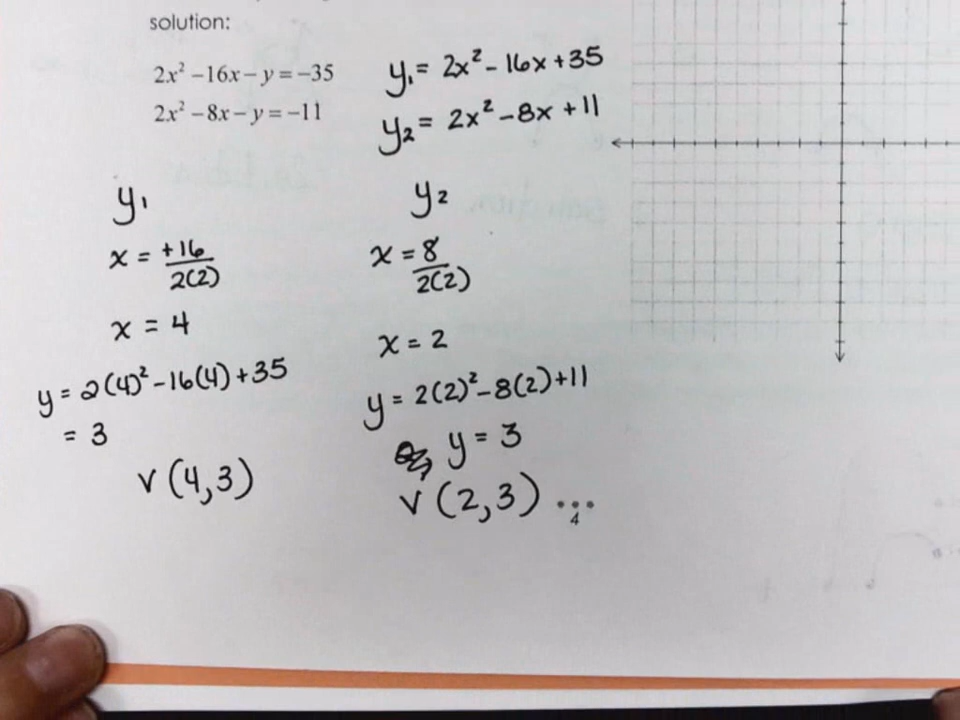 solution:
2x² − 16x − y = −35
2x² − 8x − y = −11
y₁ = 2x² - 16x + 35
y₂ = 2x² - 8x + 11
y₁
x = +16/2(2)
x = 4
y = 2(4)² - 16(4) + 35
= 3
V (4,3)
y₂
x = 8/2(2)
x = 2
y = 2(2)² - 8(2) + 11
y = 3
V (2,3) ...
4